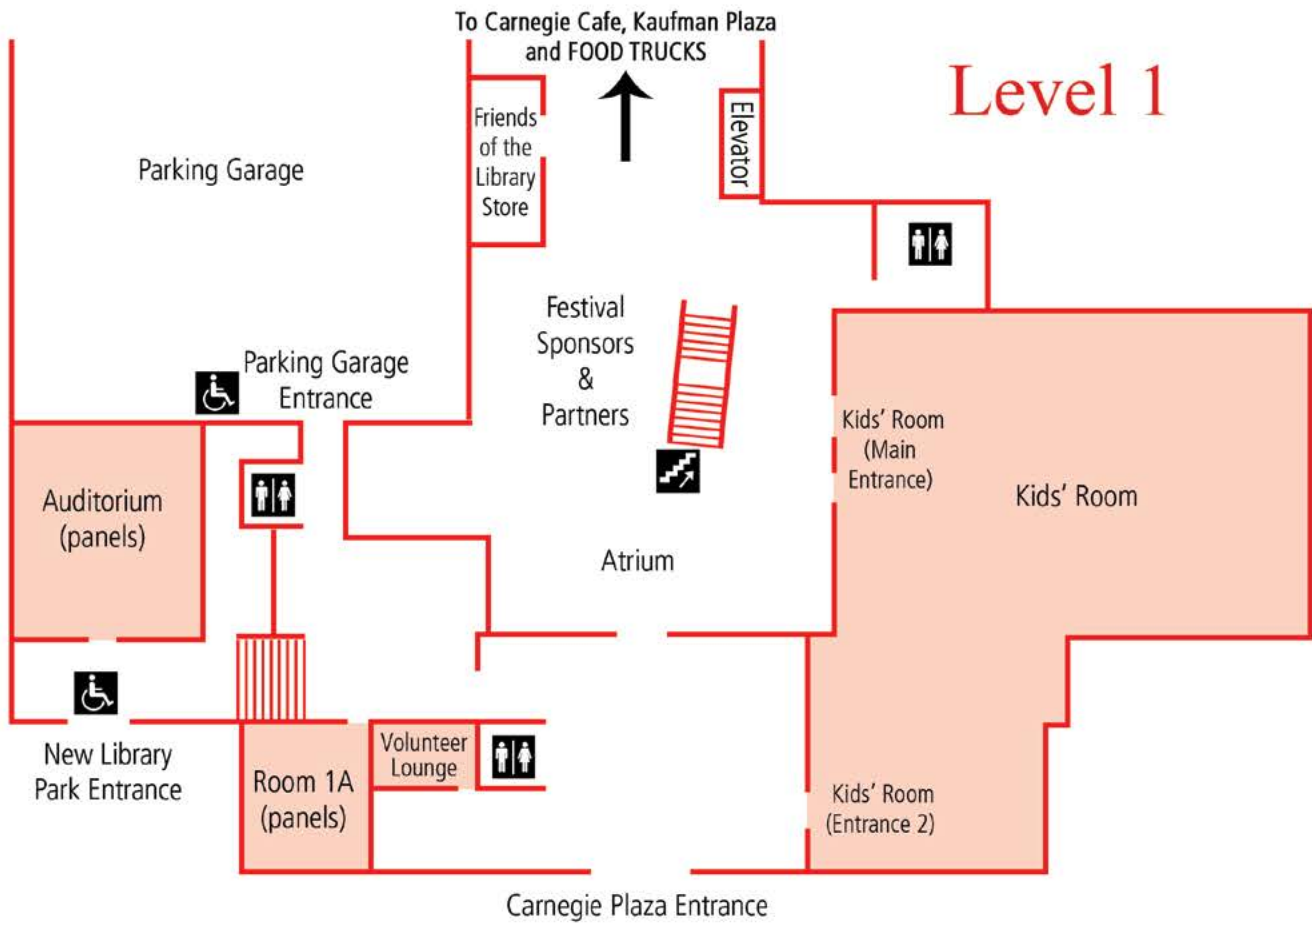 To Carnegie Cafe, Kaufman Plaza
and FOOD TRUCKS
Level 1
Friends
of the
Library
Store
Elevator
Parking Garage
Festival
Sponsors
&
Partners
Parking Garage
Entrance
Kids' Room
(Main
Entrance)
Kids' Room
Auditorium
(panels)
Atrium
New Library
Park Entrance
Volunteer
Lounge
Room 1A
(panels)
Kids' Room
(Entrance 2)
Carnegie Plaza Entrance